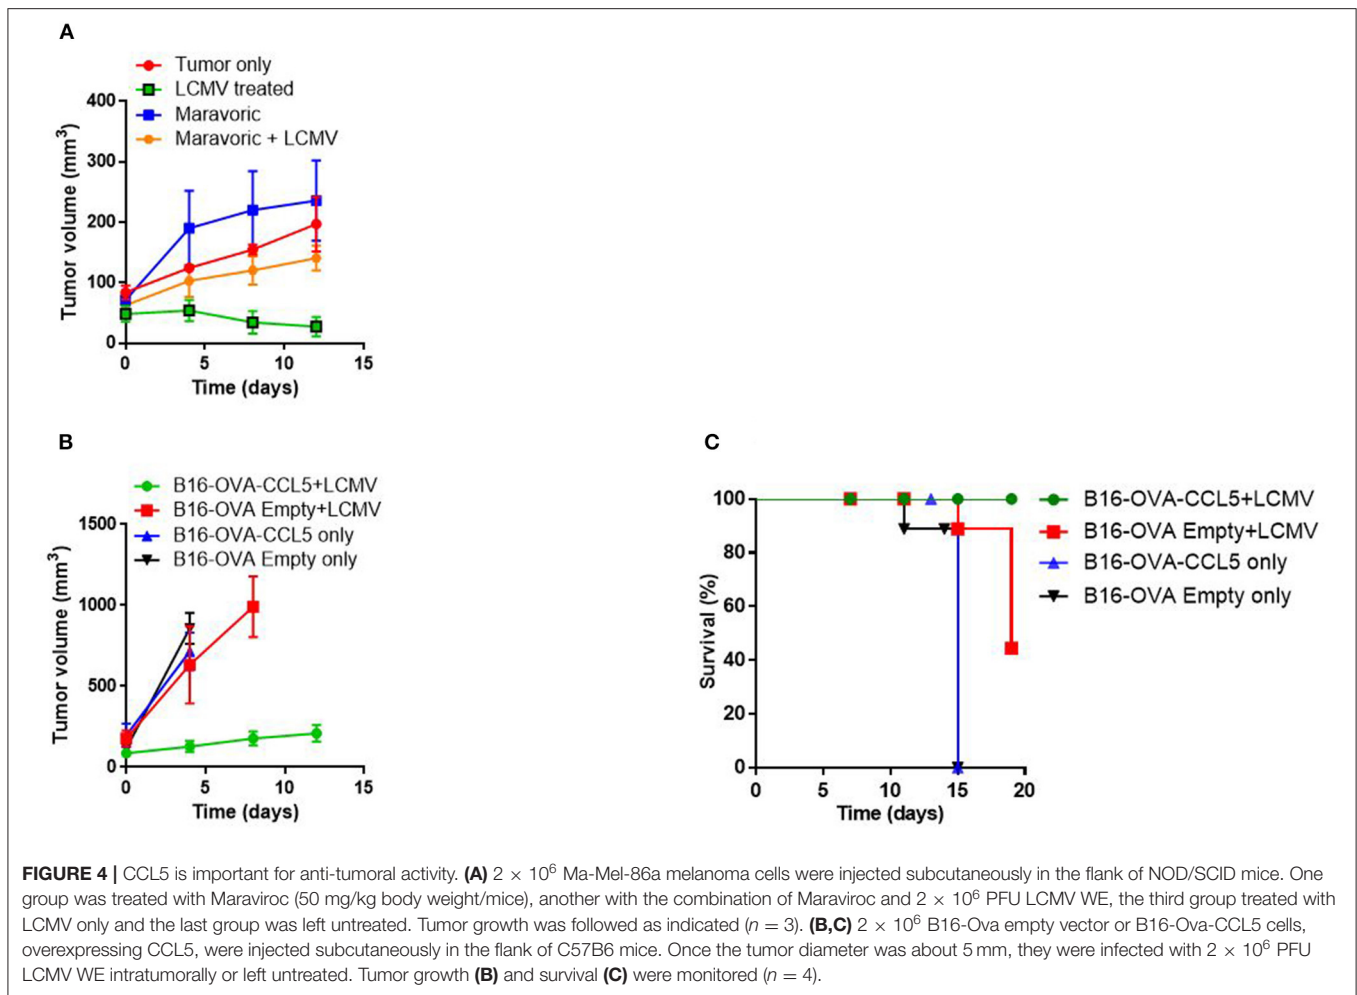 A
Tumor only
LCMV treated
Maravoric
Maravoric + LCMV
Tumor volume (mm³)
400
300
200
100
0
0 5 10 15
Time (days)
B
B16-OVA-CCL5+LCMV
B16-OVA Empty+LCMV
B16-OVA-CCL5 only
B16-OVA Empty only
Tumor volume (mm³)
1500
1000
500
0
0 5 10 15
Time (days)
C
B16-OVA-CCL5+LCMV
B16-OVA Empty+LCMV
B16-OVA-CCL5 only
B16-OVA Empty only
Survival (%)
100
80
60
40
20
0
0 5 10 15 20
Time (days)
FIGURE 4 | CCL5 is important for anti-tumoral activity. (A) 2 × 10⁶ Ma-Mel-86a melanoma cells were injected subcutaneously in the flank of NOD/SCID mice. One
group was treated with Maraviroc (50 mg/kg body weight/mice), another with the combination of Maraviroc and 2 × 10⁶ PFU LCMV WE, the third group treated with
LCMV only and the last group was left untreated. Tumor growth was followed as indicated (n = 3). (B,C) 2 × 10⁶ B16-Ova empty vector or B16-Ova-CCL5 cells,
overexpressing CCL5, were injected subcutaneously in the flank of C57B6 mice. Once the tumor diameter was about 5 mm, they were infected with 2 × 10⁶ PFU
LCMV WE intratumorally or left untreated. Tumor growth (B) and survival (C) were monitored (n = 4).